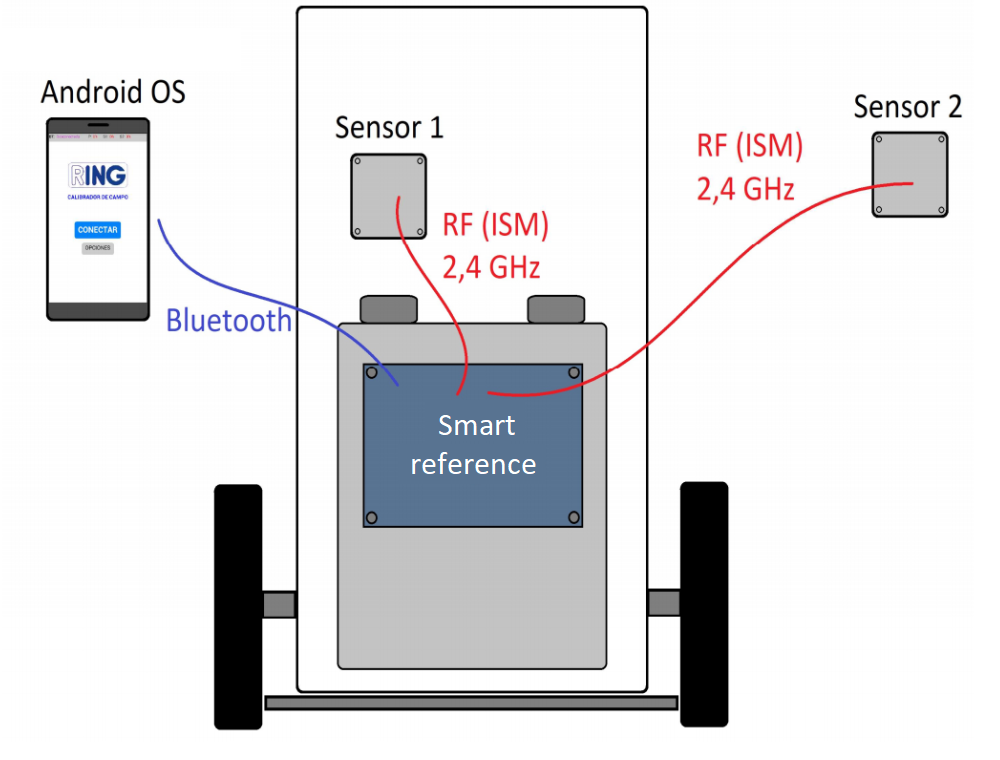 Android OS
RING
CALIBRADOR DE CAMPO
CONECTAR
OPCIONES
Bluetooth
Sensor 1
RF (ISM)
2,4 GHz
Sensor 2
RF (ISM)
2,4 GHz
Smart
reference